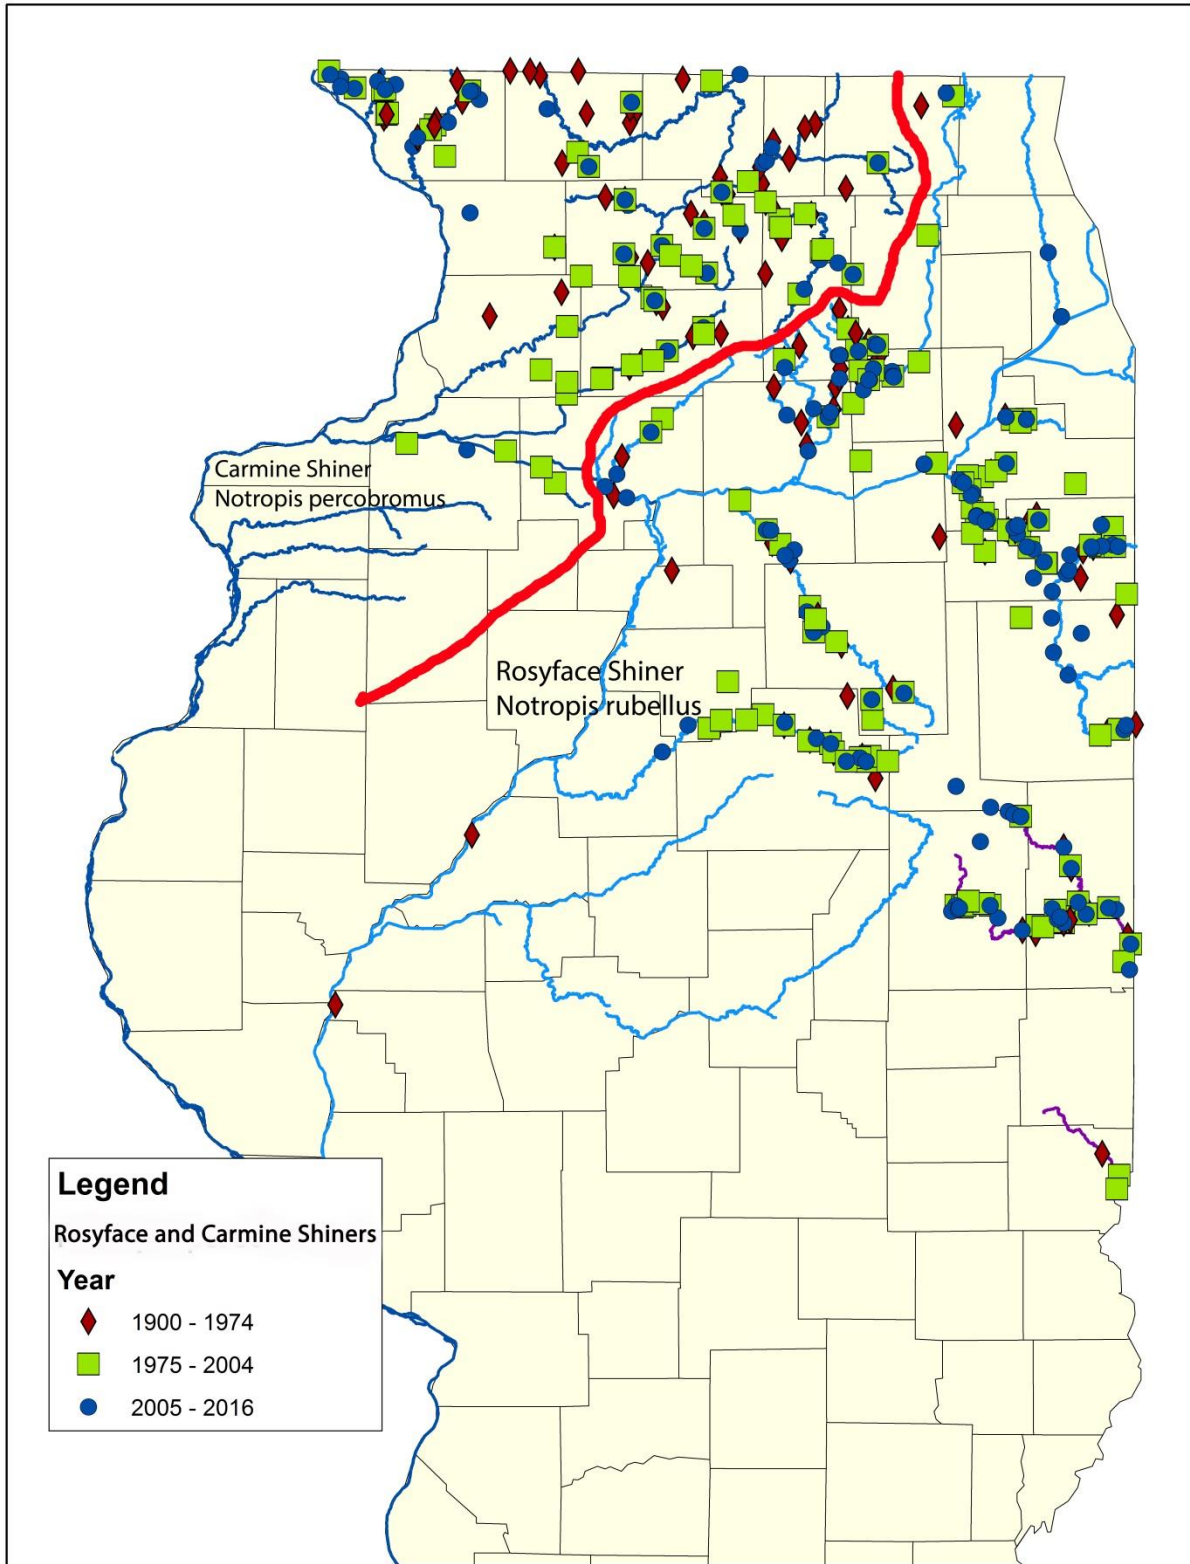 Carmine Shiner
Notropis percobromus
Rosyface Shiner
Notropis rubellus
Legend
Rosyface and Carmine Shiners
Year
1900 - 1974
1975 - 2004
2005 - 2016